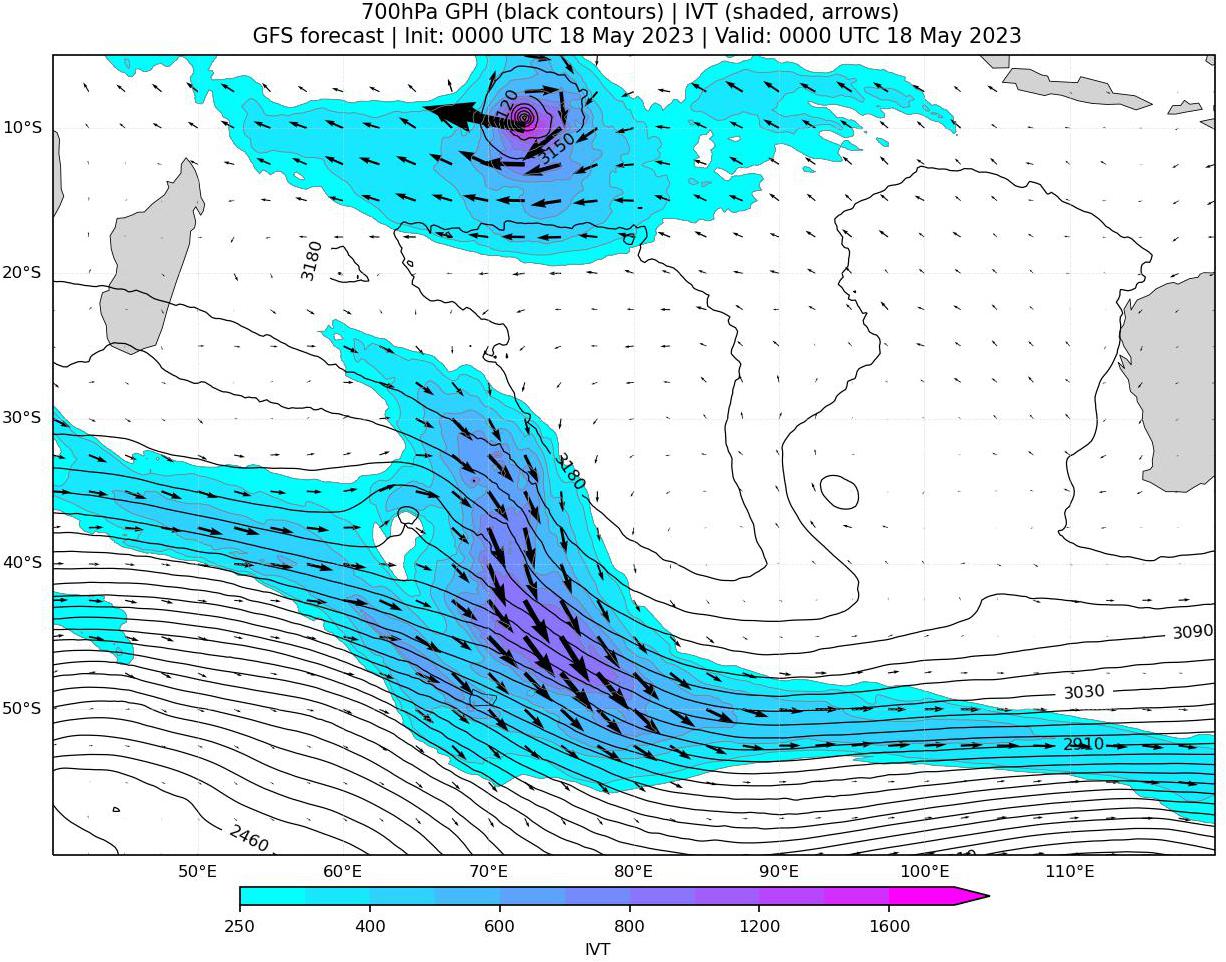 700hPa GPH (black contours) | IVT (shaded, arrows)
GFS forecast | Init: 0000 UTC 18 May 2023 | Valid: 0000 UTC 18 May 2023
3120
10°S
3150
20°S
3180
30°S
3180
40°S
3090
3030
50°S
2910
2460
50°E 60°E 70°E 80°E 90°E 100°E 110°E
250 400 600 800 1200 1600
IVT